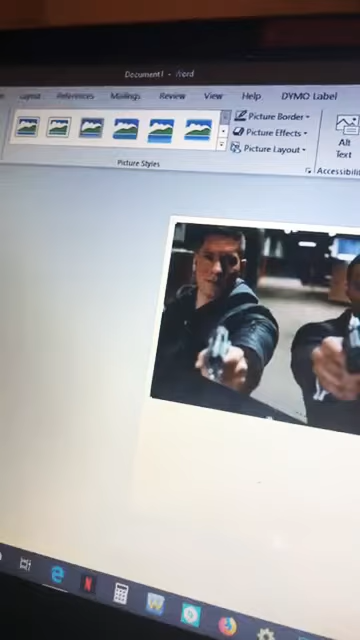 Document1 - Word
Layout References Mailings Review View Help DYMO Label
Picture Border
Picture Effects
Picture Layout
Alt
Text
Picture Styles